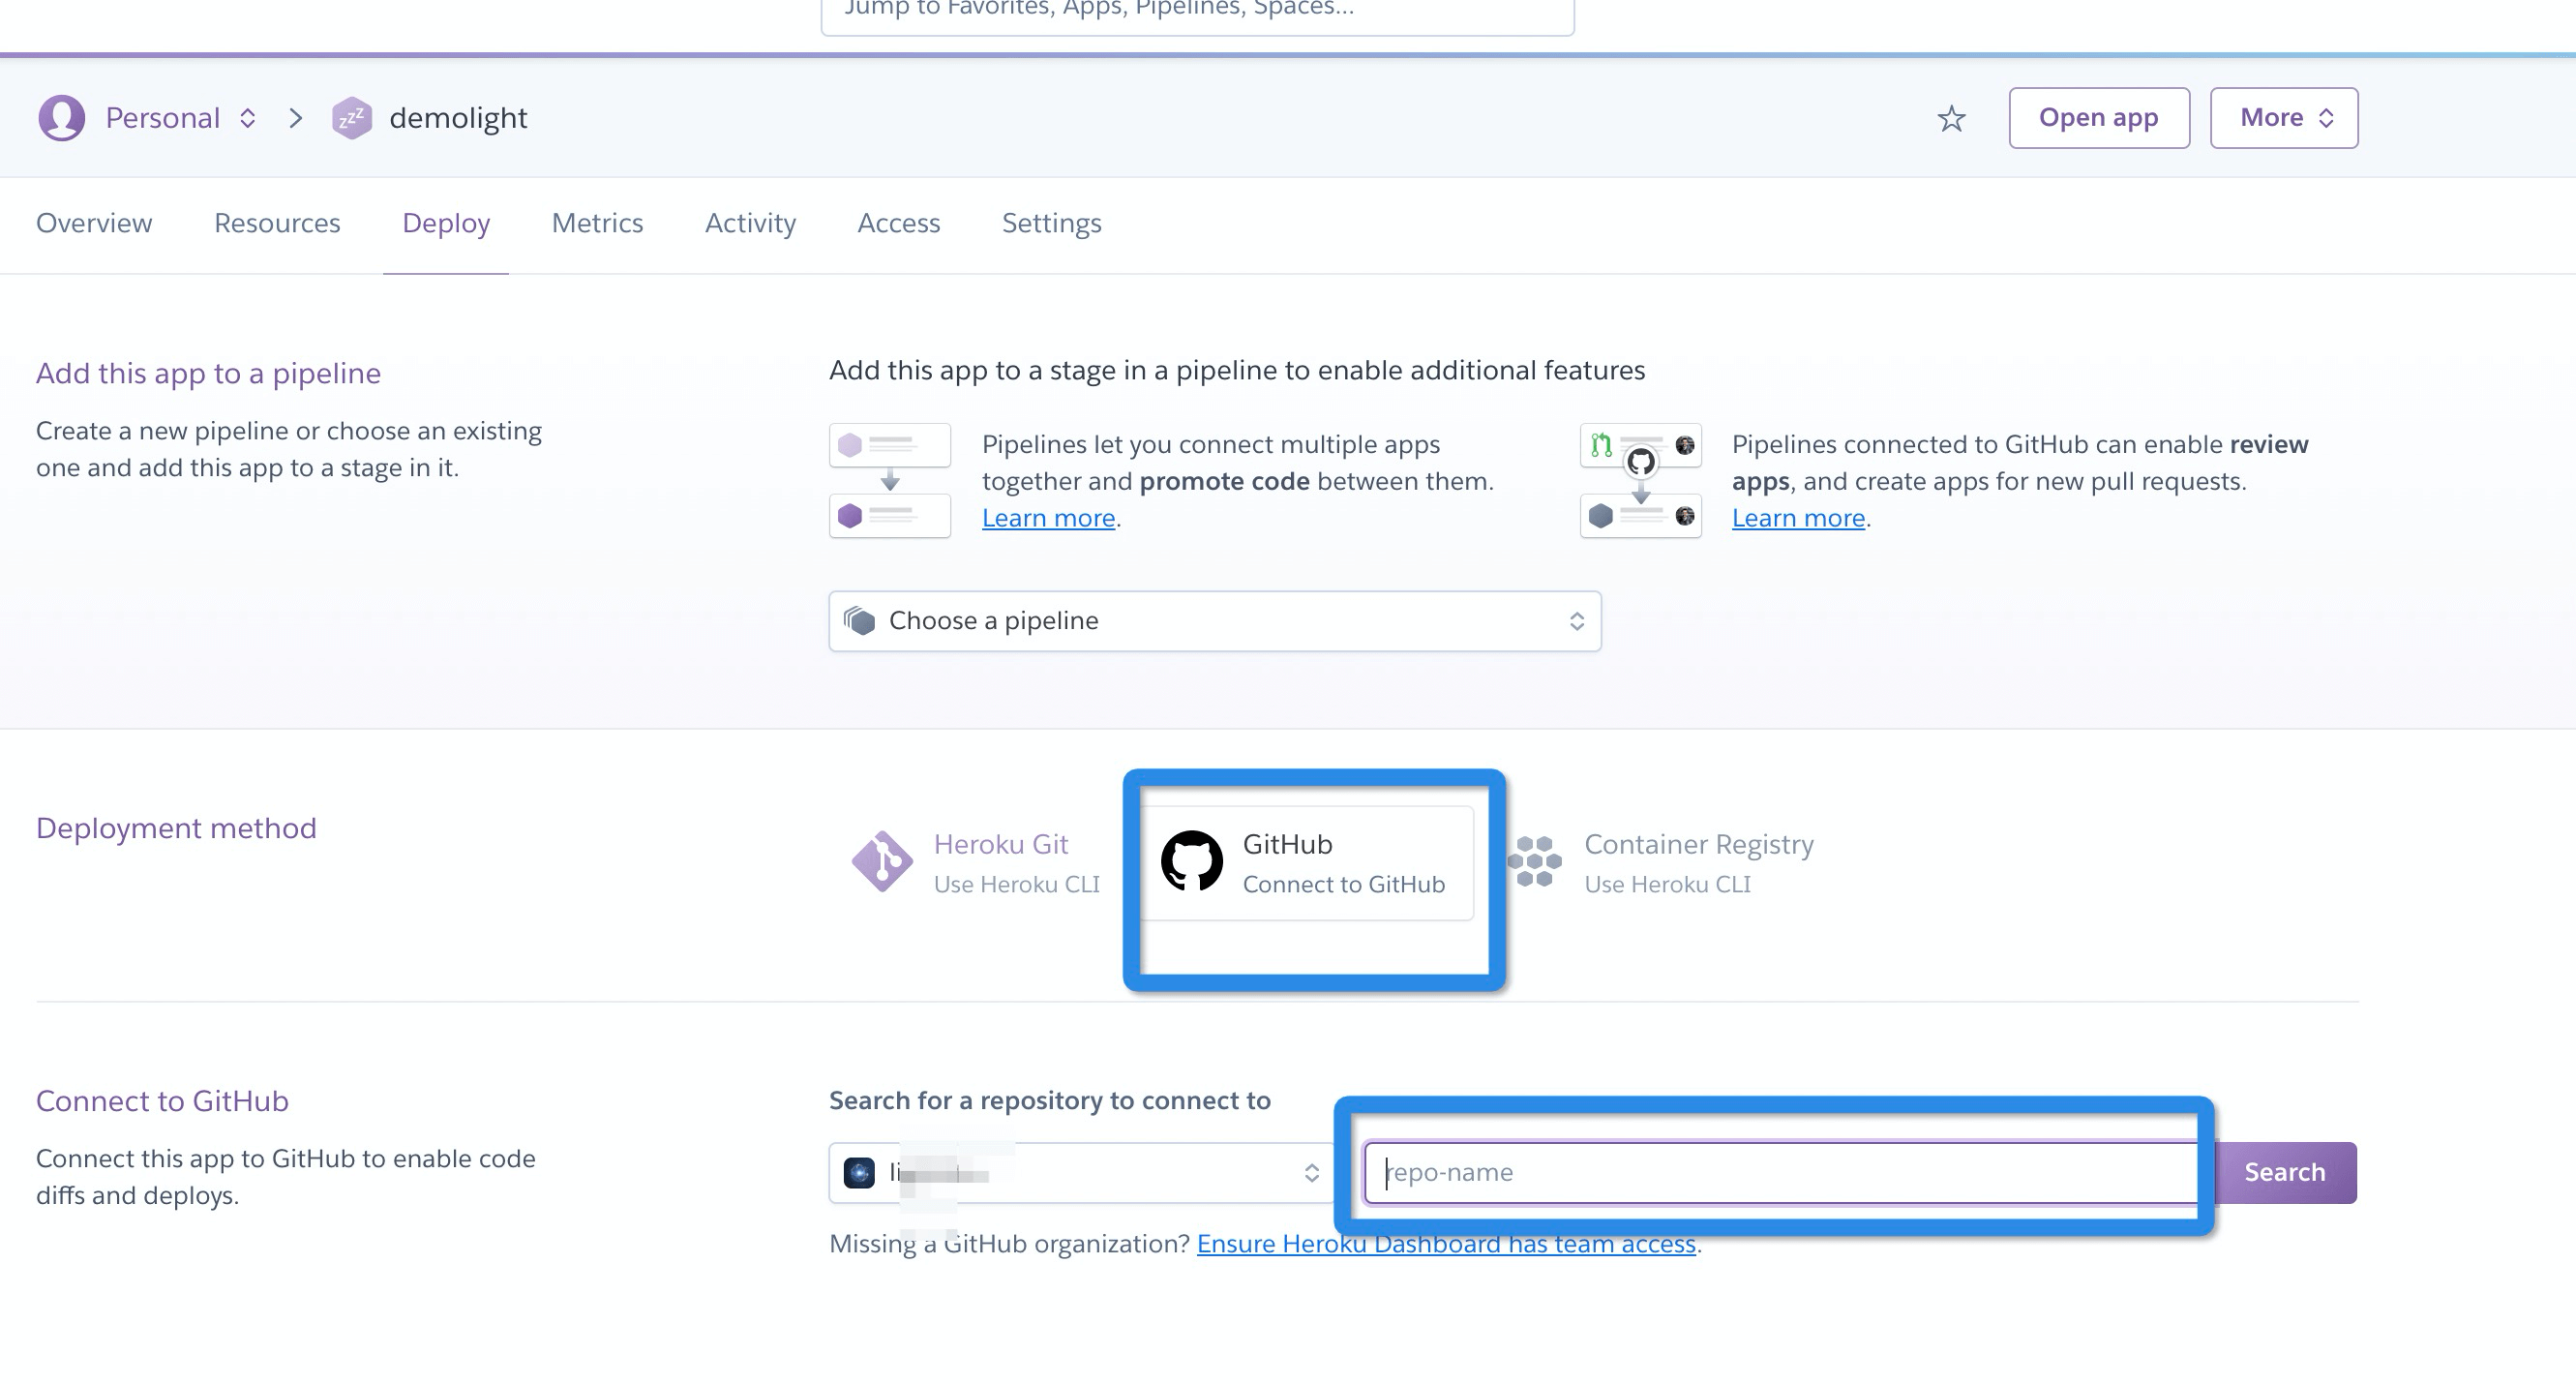 Jump to Favorites, Apps, Pipelines, Spaces...
Personal
zzz
demolight
Open app
More
Overview
Resources
Deploy
Metrics
Activity
Access
Settings
Add this app to a pipeline
Create a new pipeline or choose an existing
one and add this app to a stage in it.
Add this app to a stage in a pipeline to enable additional features
Pipelines let you connect multiple apps
together and promote code between them.
Learn more.
Pipelines connected to GitHub can enable review
apps, and create apps for new pull requests.
Learn more.
Choose a pipeline
Deployment method
Heroku Git
Use Heroku CLI
GitHub
Connect to GitHub
Container Registry
Use Heroku CLI
Connect to GitHub
Connect this app to GitHub to enable code
diffs and deploys.
Search for a repository to connect to
repo-name
Search
Missing a GitHub organization? Ensure Heroku Dashboard has team access.